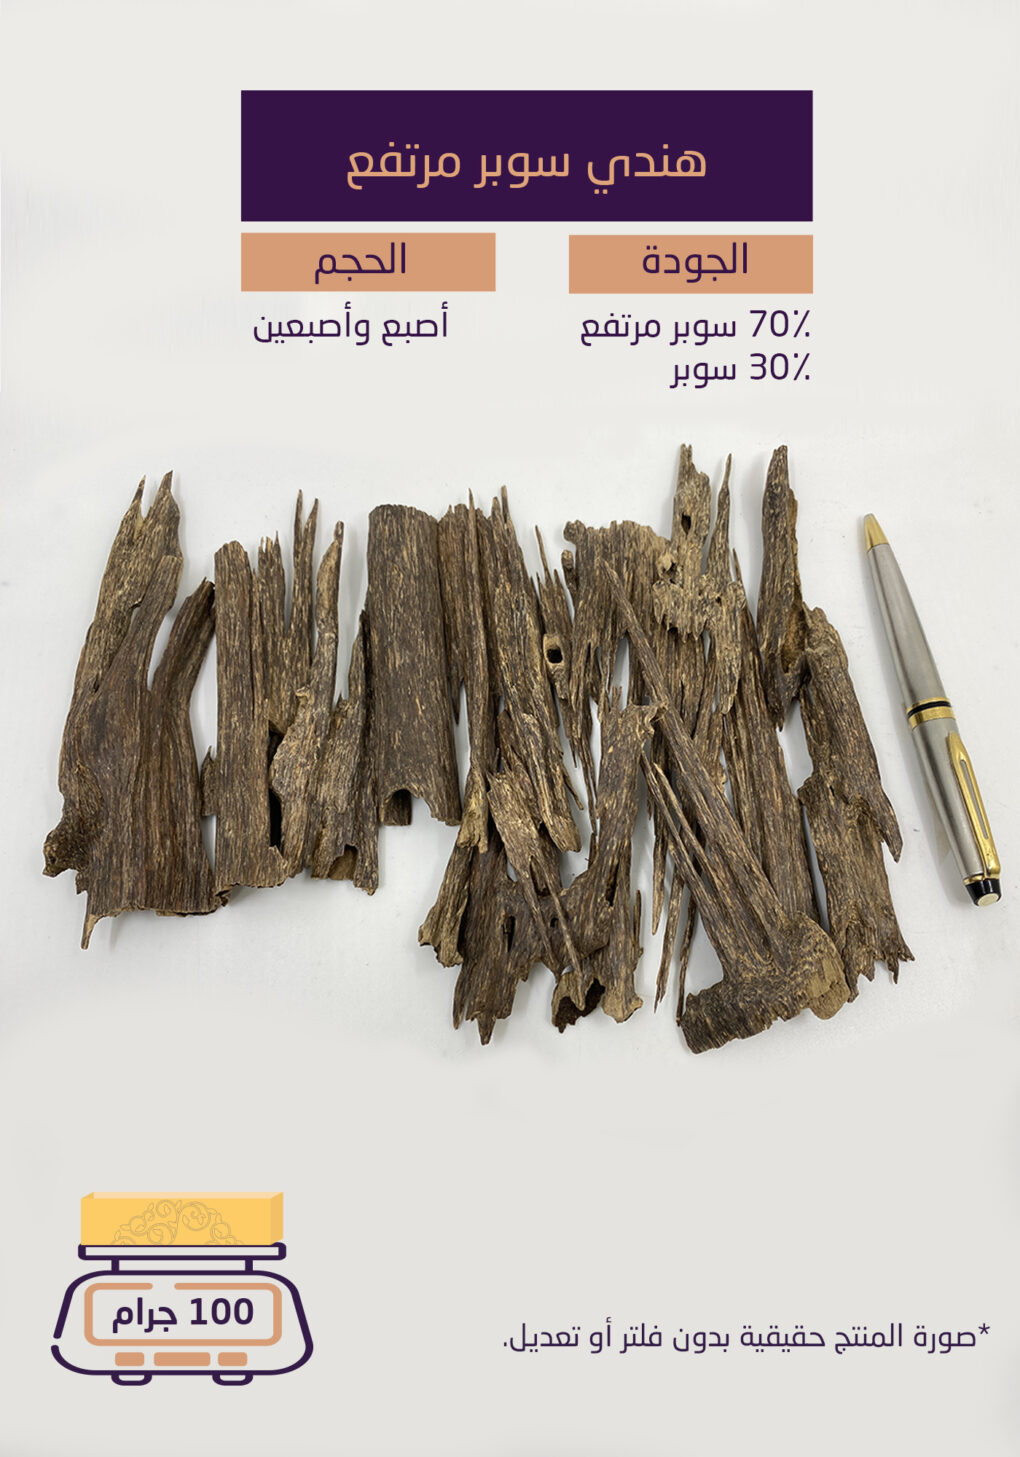 هندي سوبر مرتفع
الجودة
70٪ سوبر مرتفع
30٪ سوبر
الحجم
أصبع وأصبعين
100 جرام
*صورة المنتج حقيقية بدون فلتر أو تعديل.